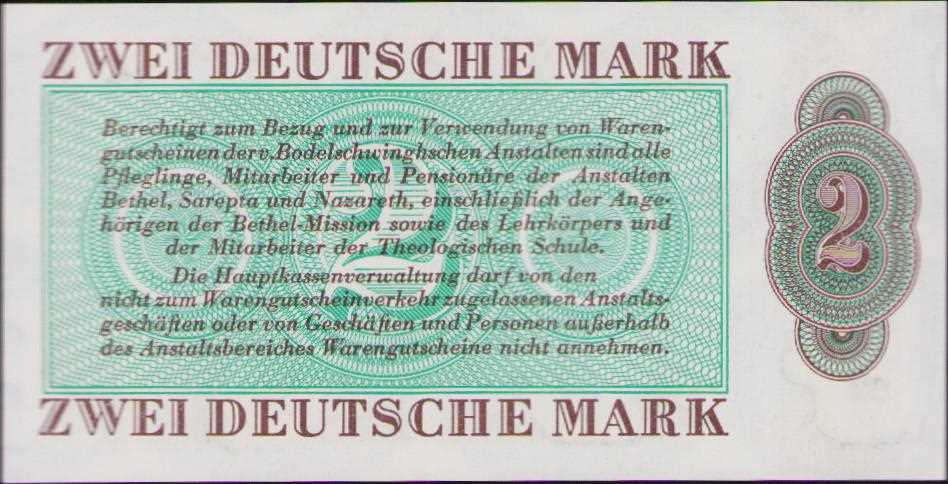 ZWEI DEUTSCHE MARK
Berechtigt zum Bezug und zur Verwendung von Waren-
gutscheinen der v. Bodelschwinghschen Anstalten sind alle
Pfleglinge, Mitarbeiter und Pensionäre der Anstalten
Bethel, Sarepta und Nazareth, einschließlich der Ange-
hörigen der Bethel-Mission sowie des Lehrkörpers und
der Mitarbeiter der Theologischen Schule.
Die Hauptkassenverwaltung darf von den
nicht zum Warengutscheinverkehr zugelassenen Anstalts-
geschäften oder von Geschäften und Personen außerhalb
des Anstaltsbereiches Warengutscheine nicht annehmen.
2
2
ZWEI DEUTSCHE MARK